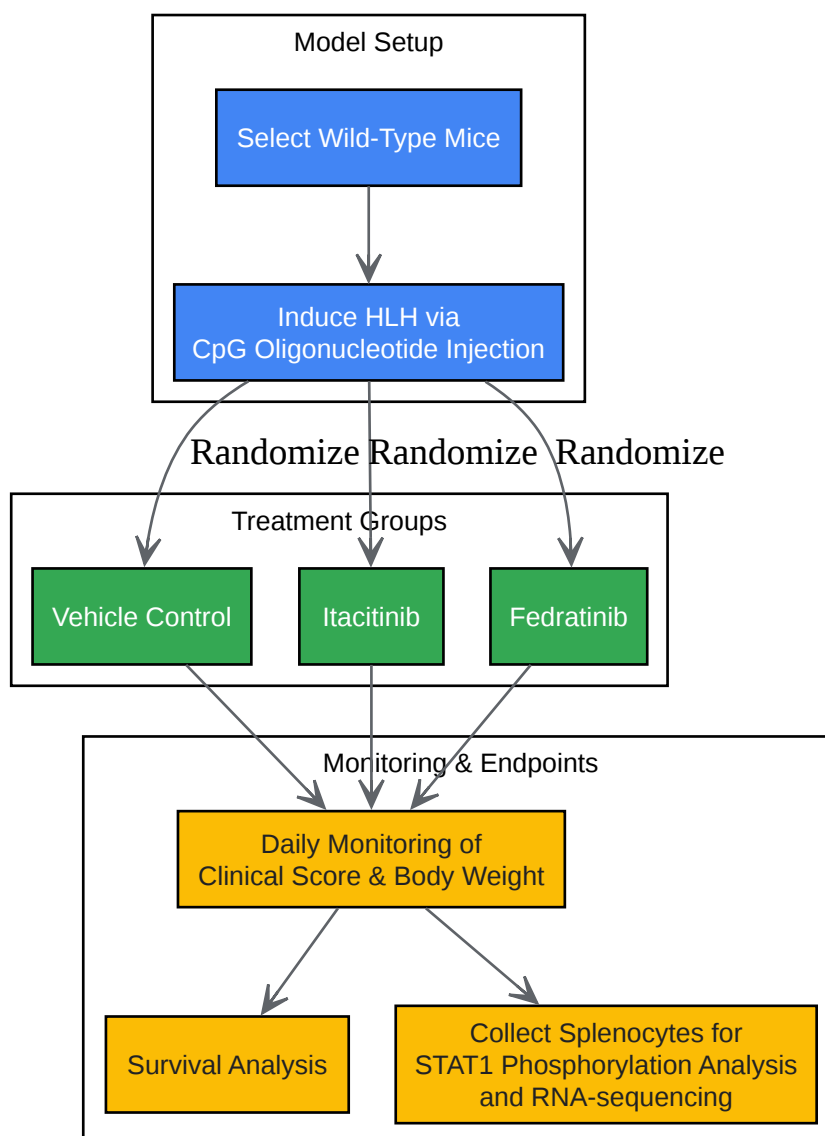 Model Setup
Select Wild-Type Mice
Induce HLH via
CpG Oligonucleotide Injection
Randomize Randomize Randomize
Treatment Groups
Vehicle Control
Itacitinib
Fedratinib
Monitoring & Endpoints
Daily Monitoring of
Clinical Score & Body Weight
Survival Analysis
Collect Splenocytes for
STAT1 Phosphorylation Analysis
and RNA-sequencing